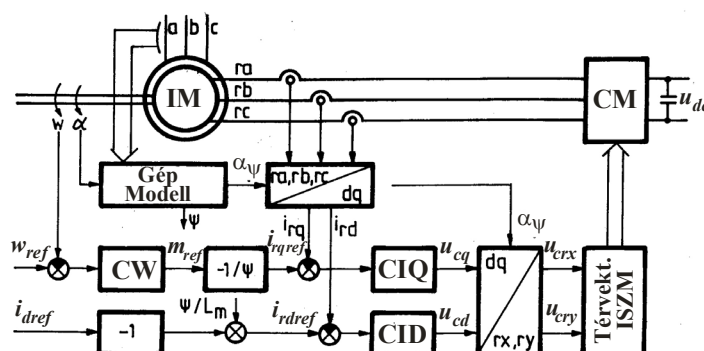 a b c
ra
rb
rc
IM
CM
u_dc
w α
Gép
Modell
α_ψ
ra,rb,rc
dq
ψ
i_rq i_rd
α_ψ
w_ref
CW
m_ref
-1/ψ
i_rqref
CIQ
u_cq
dq
u_crx
Térvekt.
ISZM
i_dref
-1
ψ/L_m
i_rdref
CID
u_cd
rx,ry
u_cry